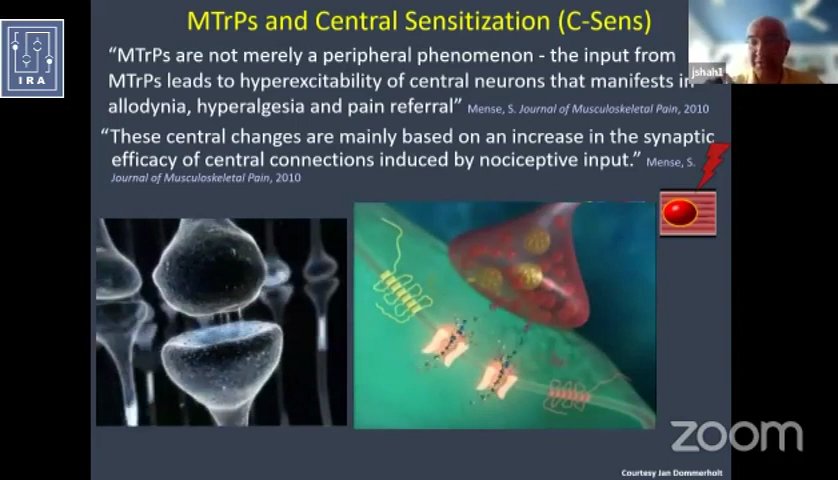 MTrPs and Central Sensitization (C-Sens)
IRA
jshah1
"MTrPs are not merely a peripheral phenomenon - the input from
MTrPs leads to hyperexcitability of central neurons that manifests in
allodynia, hyperalgesia and pain referral" Mense, S. Journal of Musculoskeletal Pain, 2010
"These central changes are mainly based on an increase in the synaptic
efficacy of central connections induced by nociceptive input." Mense, S.
Journal of Musculoskeletal Pain, 2010
zoom
Courtesy Jan Dommerholt